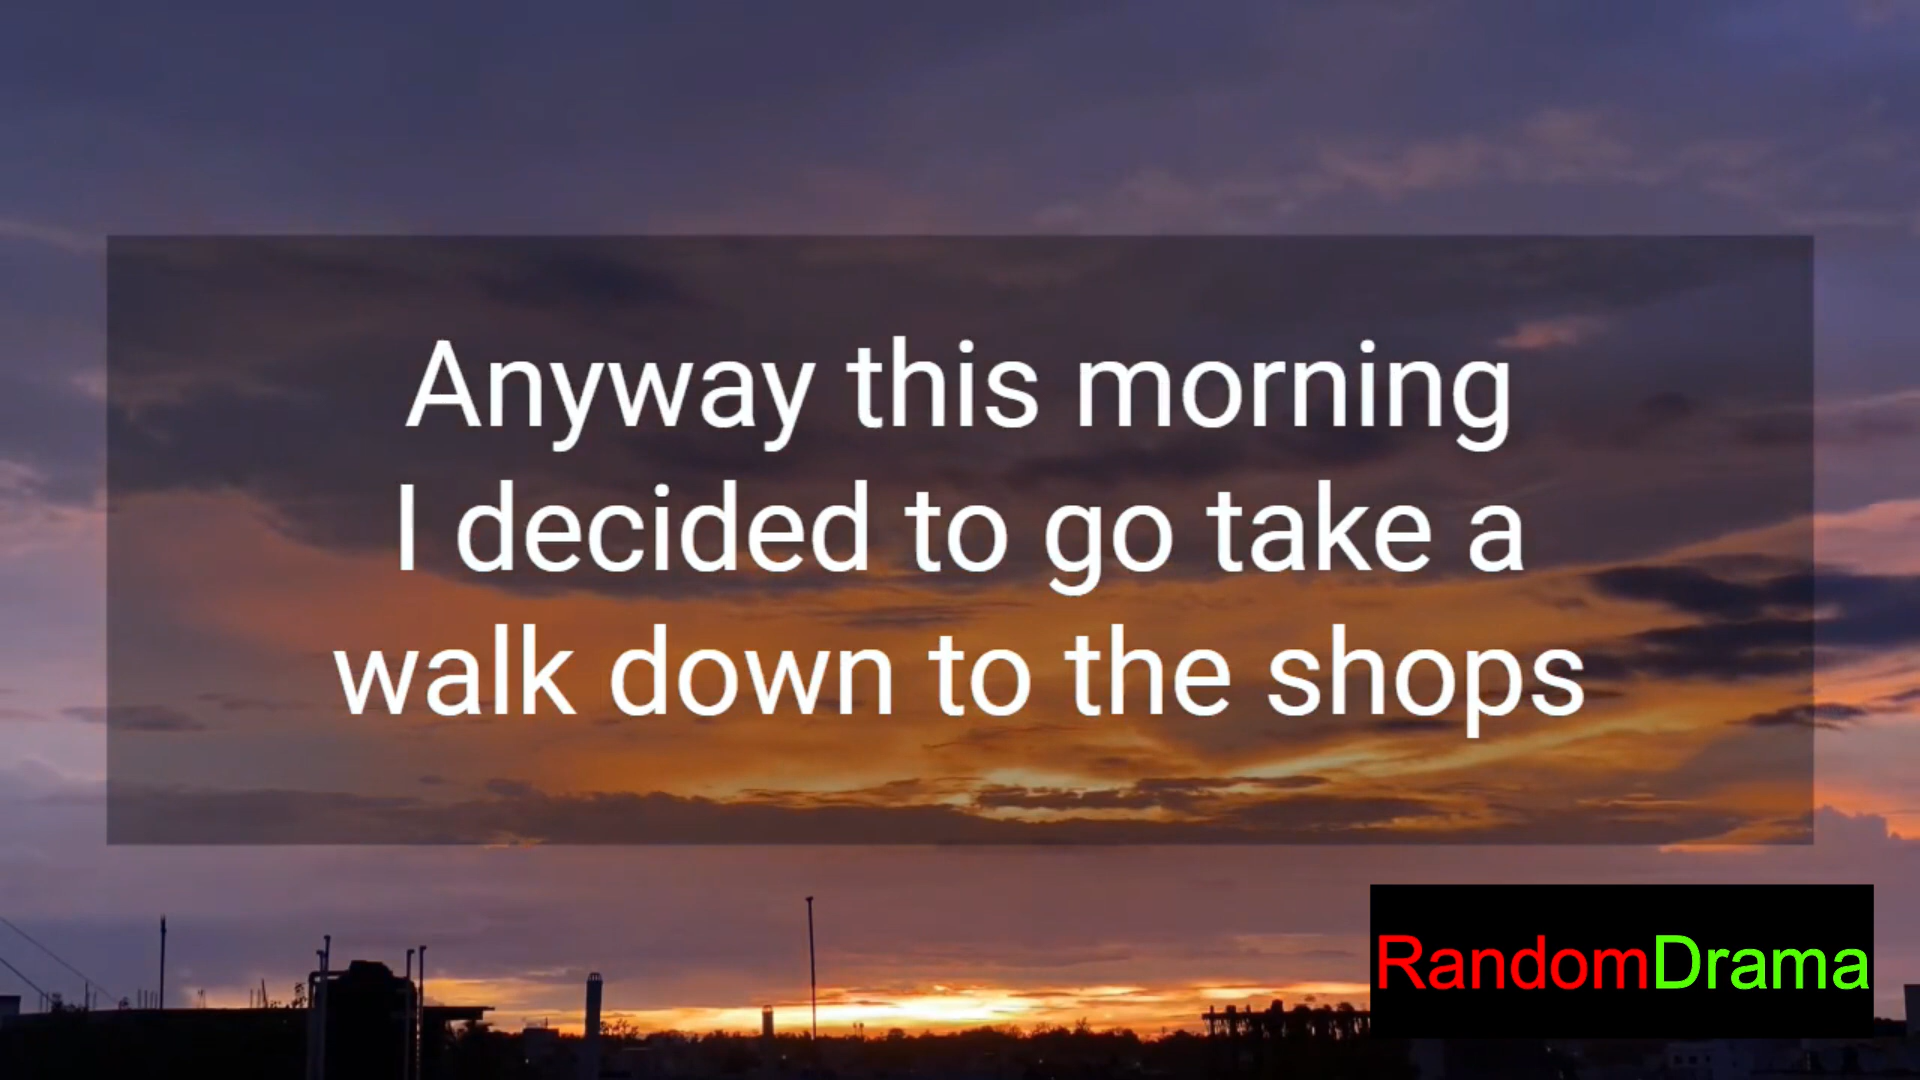 Anyway this morning
I decided to go take a
walk down to the shops
RandomDrama